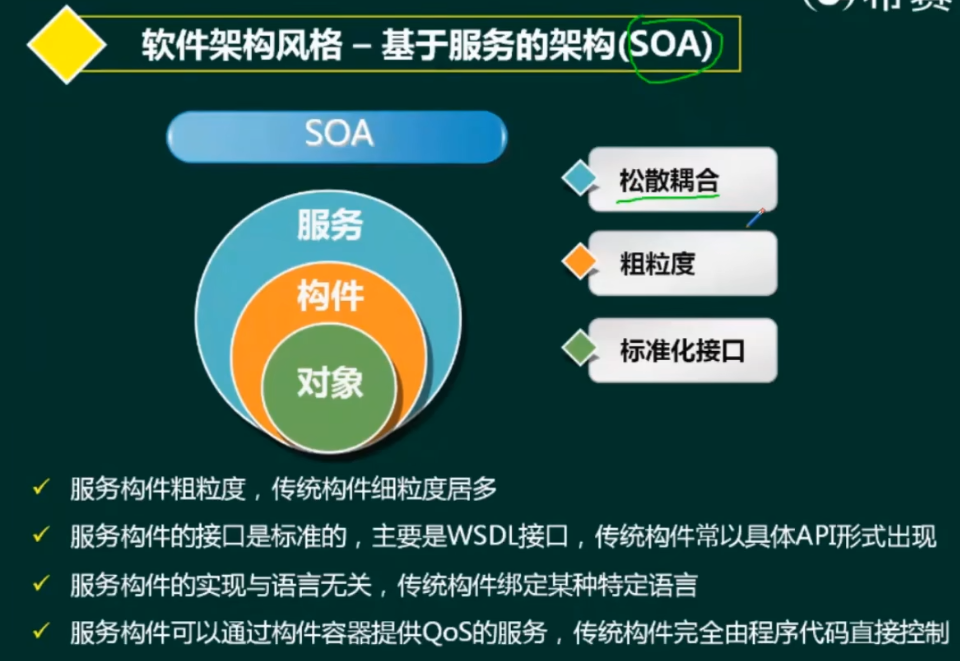 软件架构风格 – 基于服务的架构(SOA)
SOA
服务
构件
对象
松散耦合
粗粒度
标准化接口
服务构件粗粒度，传统构件细粒度居多
服务构件的接口是标准的，主要是WSDL接口，传统构件常以具体API形式出现
服务构件的实现与语言无关，传统构件绑定某种特定语言
服务构件可以通过构件容器提供QoS的服务，传统构件完全由程序代码直接控制